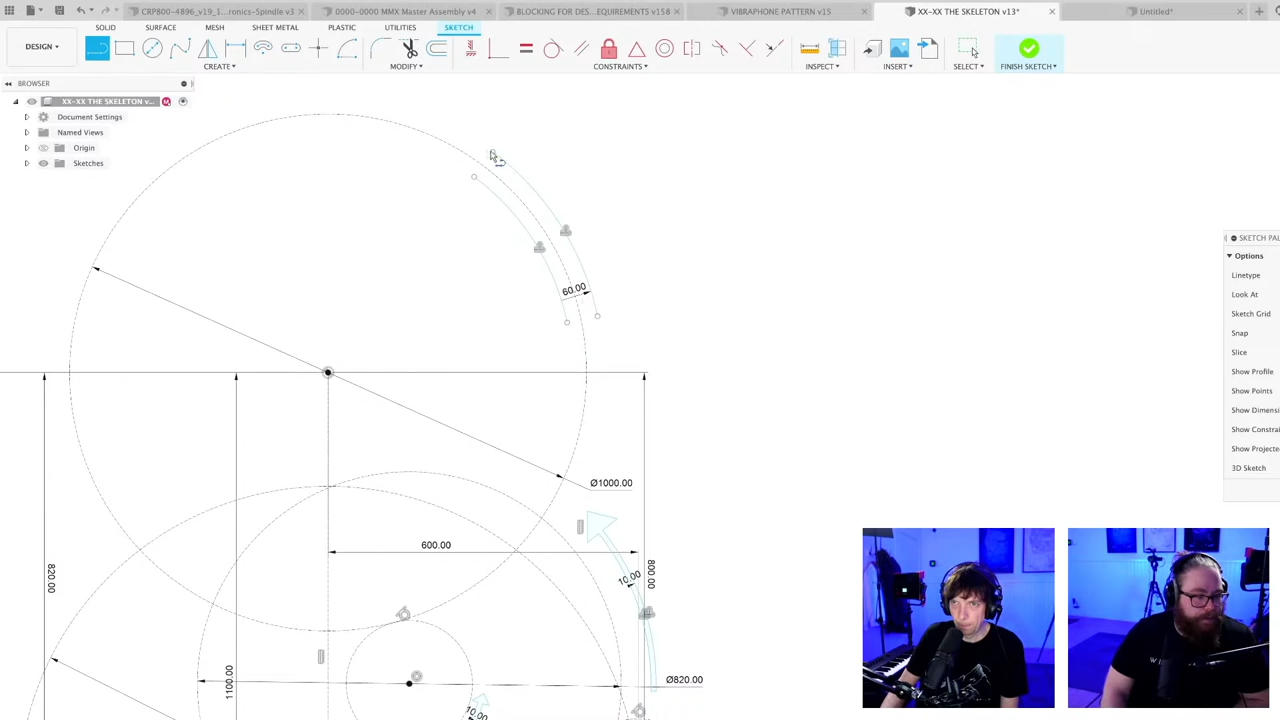 CRP800-4896_v19_1...ronics-Spindle v3
0000-0000 MMX Master Assembly v4
BLOCKING FOR DES...EQUIREMENTS v158
VIBRAPHONE PATTERN v15
XX-XX THE SKELETON v13*
Untitled*
SOLID
SURFACE
MESH
SHEET METAL
PLASTIC
UTILITIES
SKETCH
DESIGN
CREATE
MODIFY
CONSTRAINTS
INSPECT
INSERT
SELECT
FINISH SKETCH
BROWSER
XX-XX THE SKELETON v...
M
Document Settings
Named Views
Origin
Sketches
SKETCH PAL
Options
Linetype
Look At
Sketch Grid
Snap
Slice
Show Profile
Show Points
Show Dimensi
Show Constrai
Show Projecte
3D Sketch
60.00
Ø1000.00
600.00
800.00
820.00
10.00
1100.00
Ø820.00
10.00